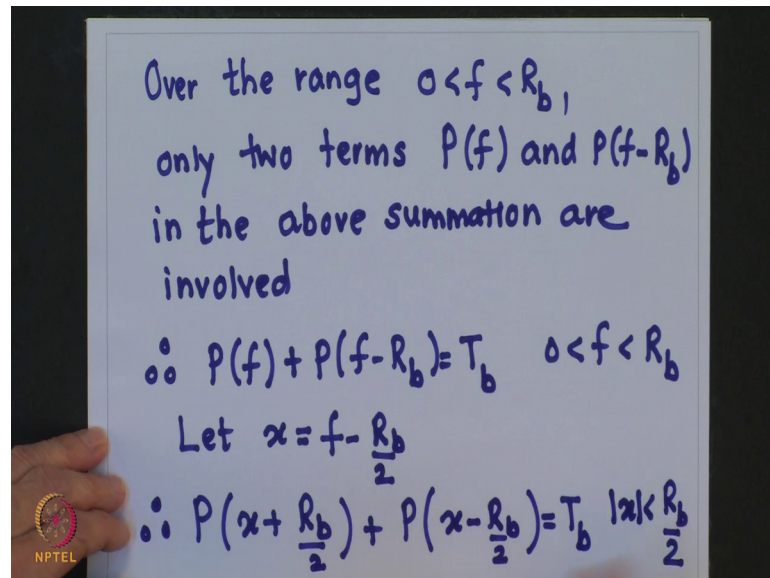 Over the range 0<f<R_b,
only two terms P(f) and P(f-R_b)
in the above summation are
involved
∴ P(f) + P(f-R_b) = T_b   0<f<R_b
Let x = f - R_b/2
∴ P(x + R_b/2) + P(x - R_b/2) = T_b |x| < R_b/2
NPTEL